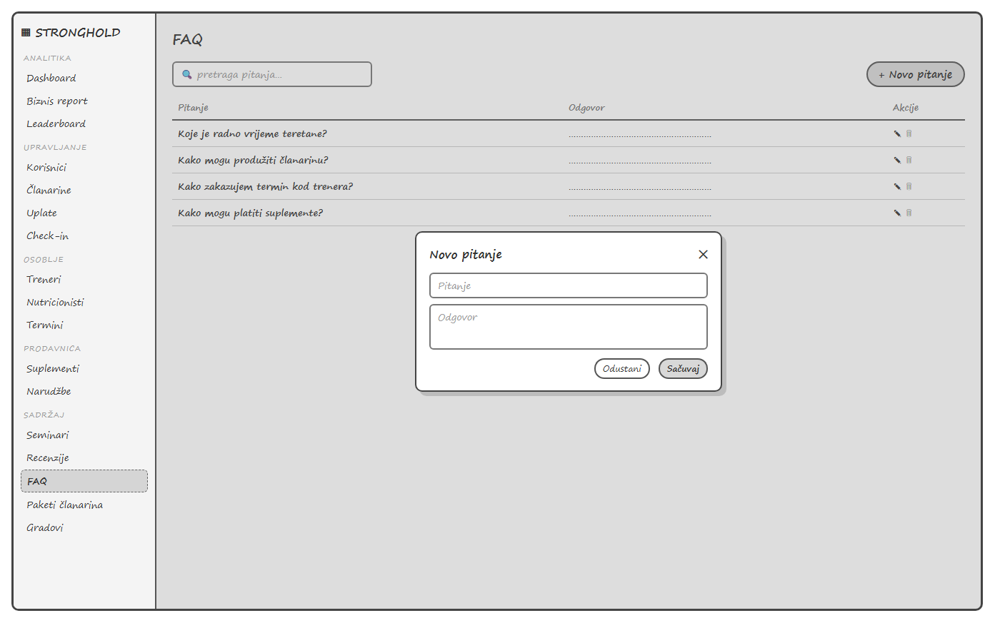 STRONGHOLD
ANALITIKA
Dashboard
Biznis report
Leaderboard
UPRAVLJANJE
Korisnici
Članarine
Uplate
Check-in
OSOBLJE
Treneri
Nutricionisti
Termini
PRODAVNICA
Suplementi
Narudžbe
SADRŽAJ
Seminari
Recenzije
FAQ
Paketi članarina
Gradovi
FAQ
pretraga pitanja...
+ Novo pitanje
Pitanje Odgovor Akcije
Koje je radno vrijeme teretane? ............................................................
Kako mogu produžiti članarinu? ............................................................
Kako zakazujem termin kod trenera? ............................................................
Kako mogu platiti suplemente? ............................................................
Novo pitanje ×
Pitanje
Odgovor
Odustani Sačuvaj